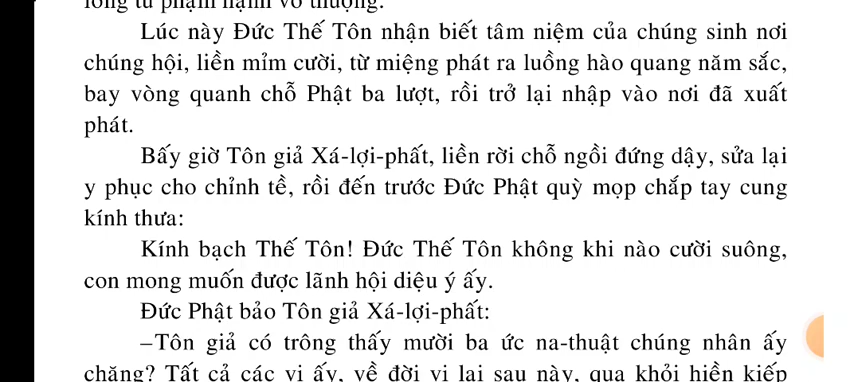 lòng tu phạm hạnh vô thượng.
Lúc này Đức Thế Tôn nhận biết tâm niệm của chúng sinh nơi
chúng hội, liền mỉm cười, từ miệng phát ra luồng hào quang năm sắc,
bay vòng quanh chỗ Phật ba lượt, rồi trở lại nhập vào nơi đã xuất
phát.
Bấy giờ Tôn giả Xá-lợi-phất, liền rời chỗ ngồi đứng dậy, sửa lại
y phục cho chỉnh tề, rồi đến trước Đức Phật quỳ mọp chắp tay cung
kính thưa:
Kính bạch Thế Tôn! Đức Thế Tôn không khi nào cười suông,
con mong muốn được lãnh hội diệu ý ấy.
Đức Phật bảo Tôn giả Xá-lợi-phất:
–Tôn giả có trông thấy mười ba ức na-thuật chúng nhân ấy
chăng? Tất cả các vị ấy, về đời vị lai sau này, qua khỏi hiền kiếp